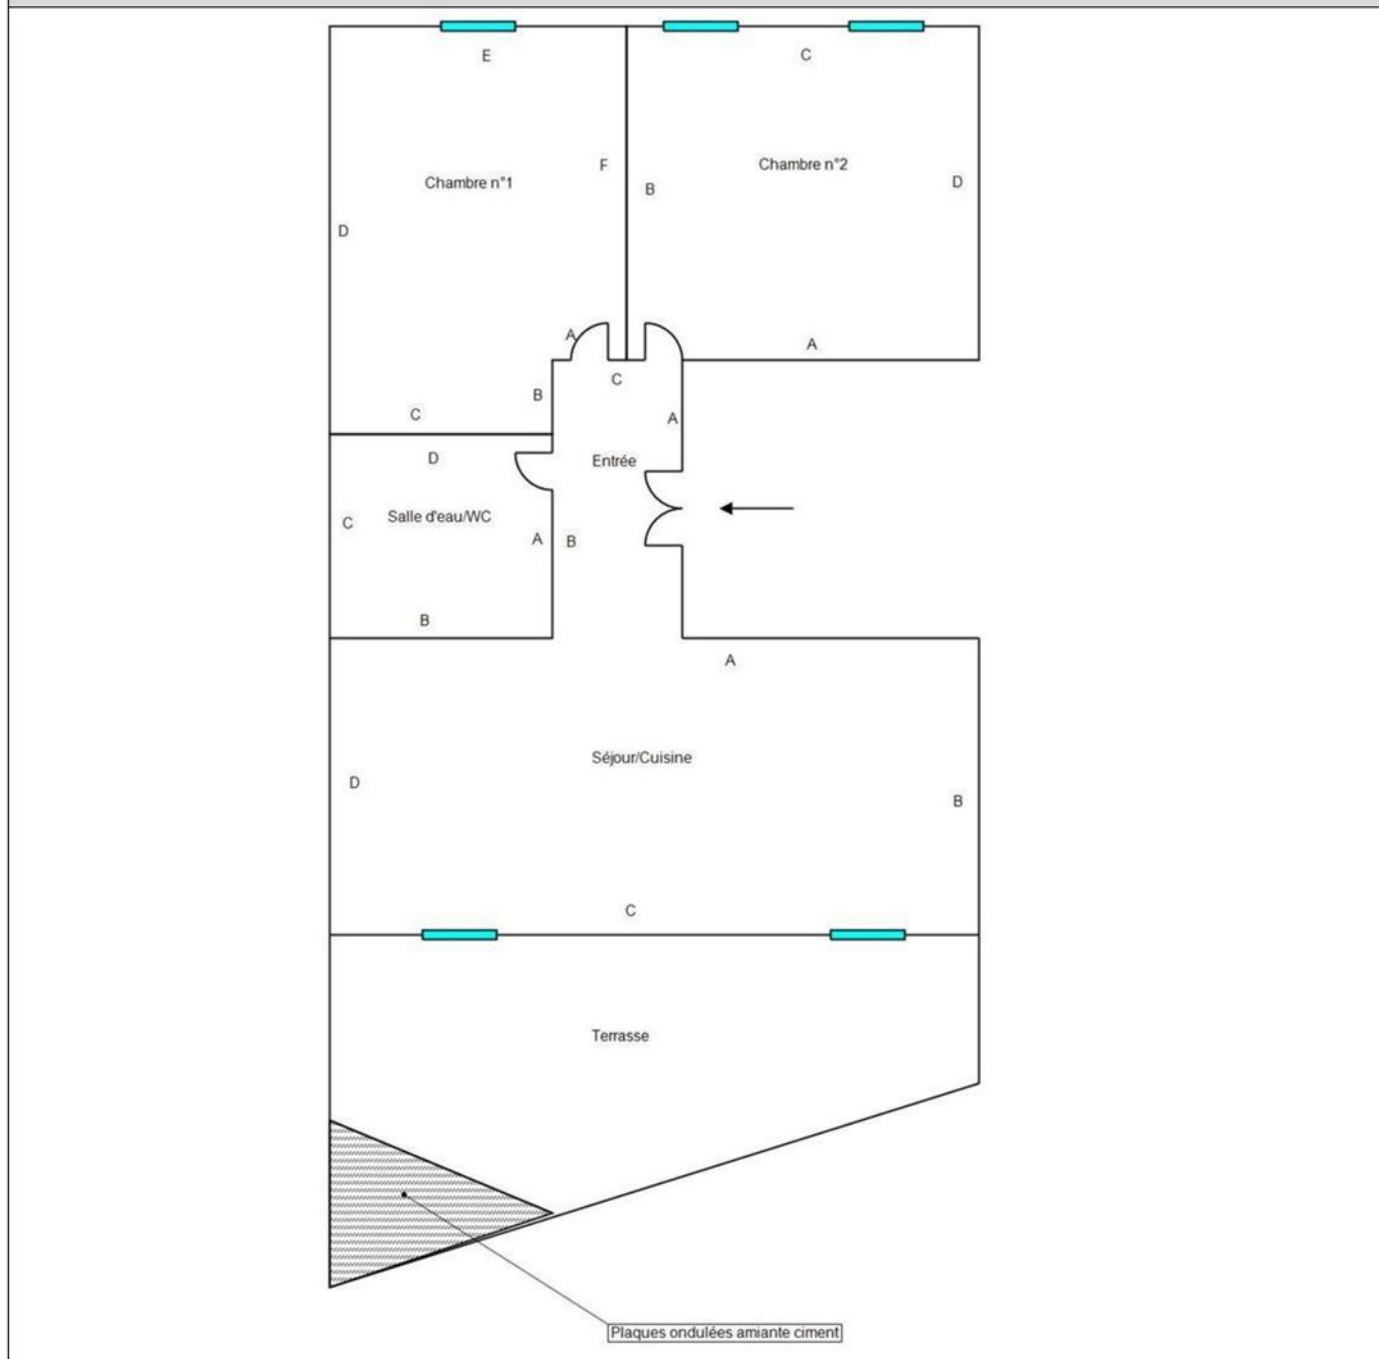 E
C
Chambre n°1
F
Chambre n°2
B
D
D
A
A
C
B
C
A
D
Entrée
C
Salle d'eau/WC
A
B
B
A
Séjour/Cuisine
D
B
C
Terrasse
Plaques ondulées amiante ciment